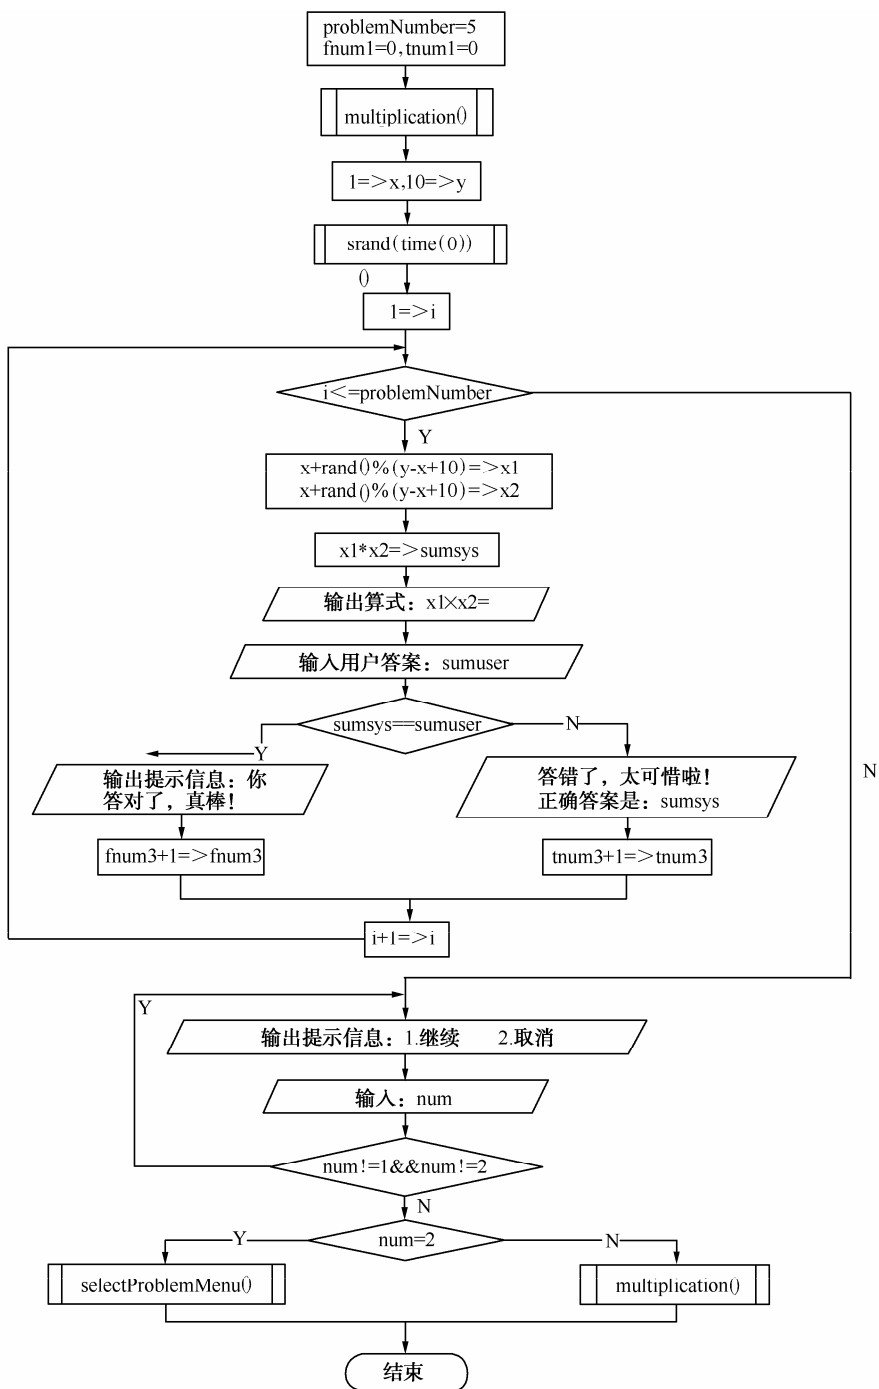 problemNumber=5
fnum1=0,tnum1=0
multiplication()
1=>x,10=>y
srand(time(0))
()
1=>i
i<=problemNumber
Y
x+rand()%(y-x+10)=>x1
x+rand()%(y-x+10)=>x2
x1*x2=>sumsys
输出算式：x1×x2=
输入用户答案：sumuser
sumsys==sumuser
N
Y
N
输出提示信息：你
答对了，真棒！
答错了，太可惜啦！
正确答案是：sumsys
fnum3+1=>fnum3
tnum3+1=>tnum3
i+1=>i
Y
输出提示信息：1.继续 2.取消
输入：num
num!=1&&num!=2
N
Y
num=2
N
selectProblemMenu()
multiplication()
结束